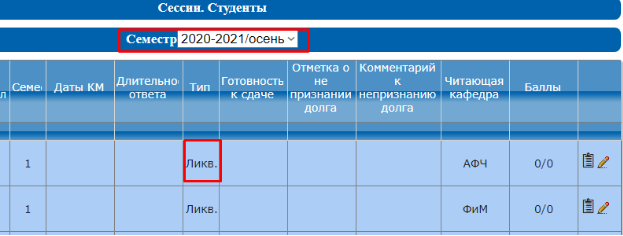 Сессии. Студенты
Семестр 2020-2021/осень
л Семе Даты КМ Длительно ответа Тип Готовность к сдаче Отметка о не признании долга Комментарий к непризнанию долга Читающая кафедра Баллы
1 Ликв. АФЧ 0/0
1 Ликв. ФиМ 0/0